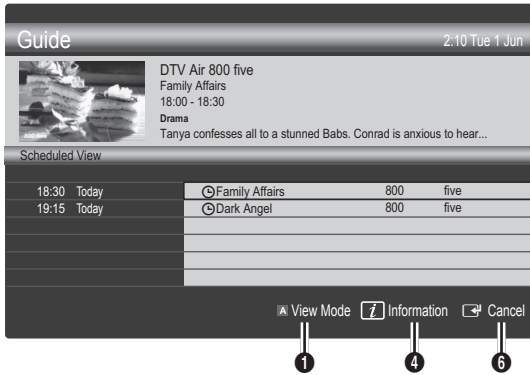 Guide 2:10 Tue 1 Jun
DTV Air 800 five
Family Affairs
18:00 - 18:30
Drama
Tanya confesses all to a stunned Babs. Conrad is anxious to hear...
Scheduled View
18:30 Today Family Affairs 800 five
19:15 Today Dark Angel 800 five
A View Mode i Information Cancel
1 4 6